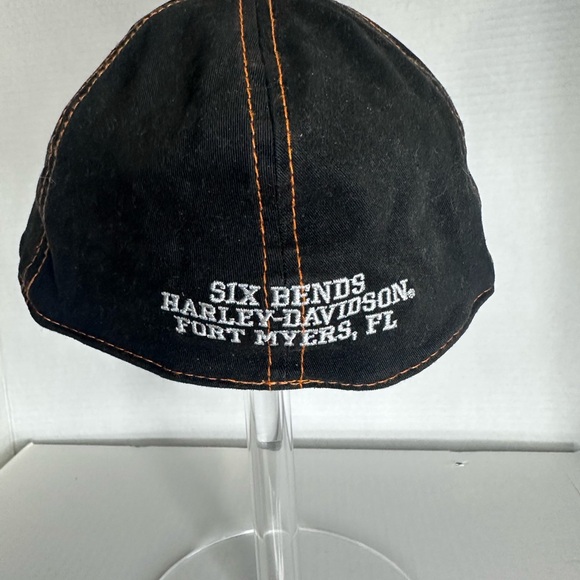 SIX BENDS
HARLEY-DAVIDSON®
FORT MYERS, FL